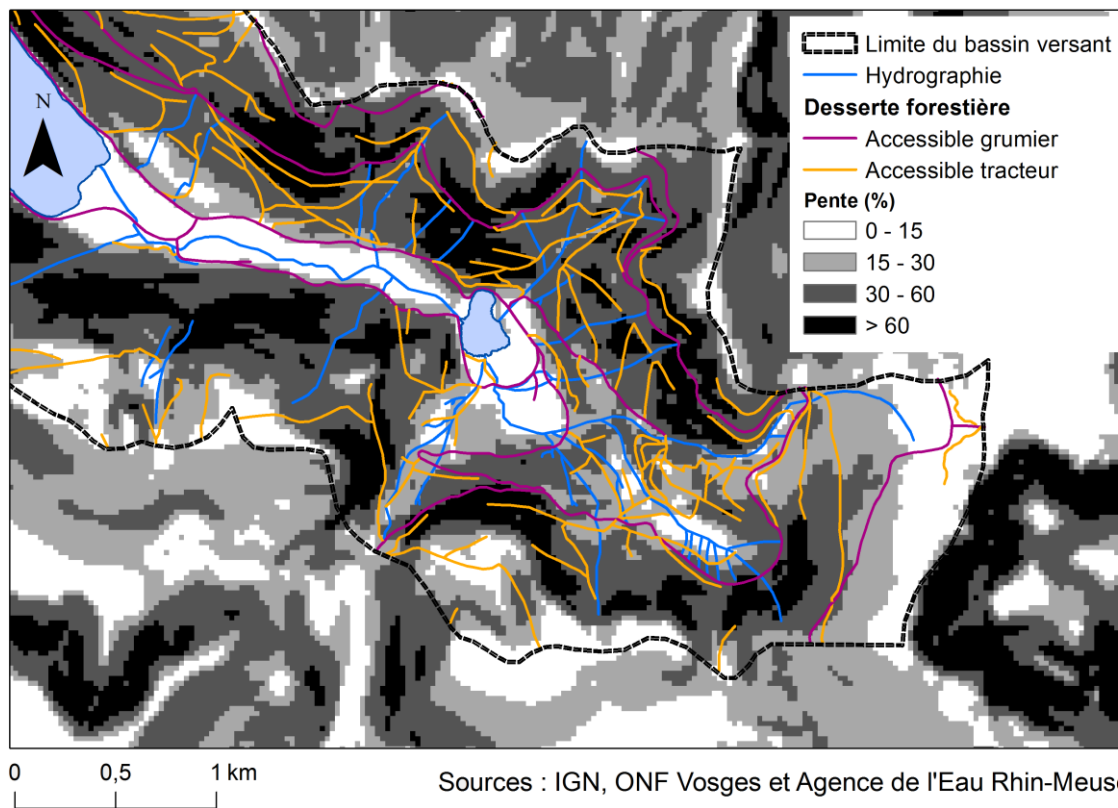 Limite du bassin versant
Hydrographie
Desserte forestière
Accessible grumier
Accessible tracteur
Pente (%)
0 - 15
15 - 30
30 - 60
> 60
N
0 0,5 1 km
Sources : IGN, ONF Vosges et Agence de l'Eau Rhin-Meuse